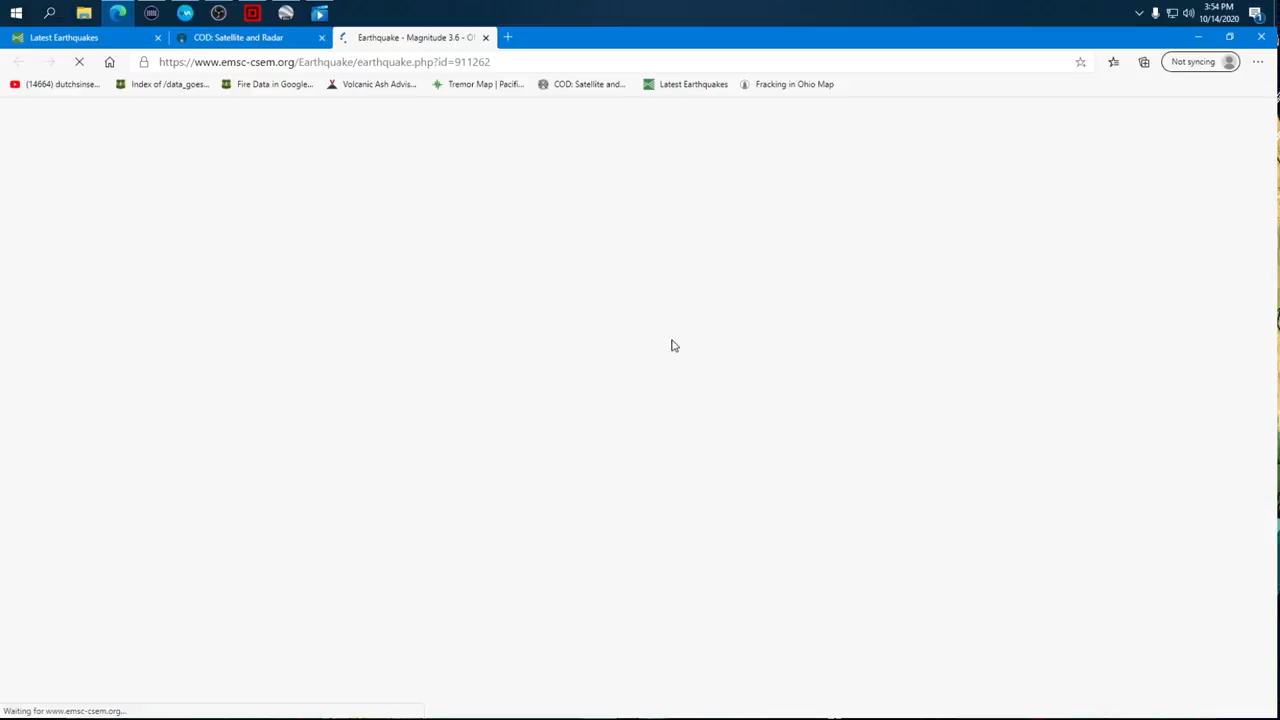 3:54 PM
10/14/2020
1
Latest Earthquakes
COD: Satellite and Radar
Earthquake - Magnitude 3.6 - O
https://www.emsc-csem.org/Earthquake/earthquake.php?id=911262
Not syncing
(14664) dutchsinse...
Index of /data_goes...
Fire Data in Google...
Volcanic Ash Advis...
Tremor Map | Pacifi...
COD: Satellite and...
Latest Earthquakes
Fracking in Ohio Map
Waiting for www.emsc-csem.org...